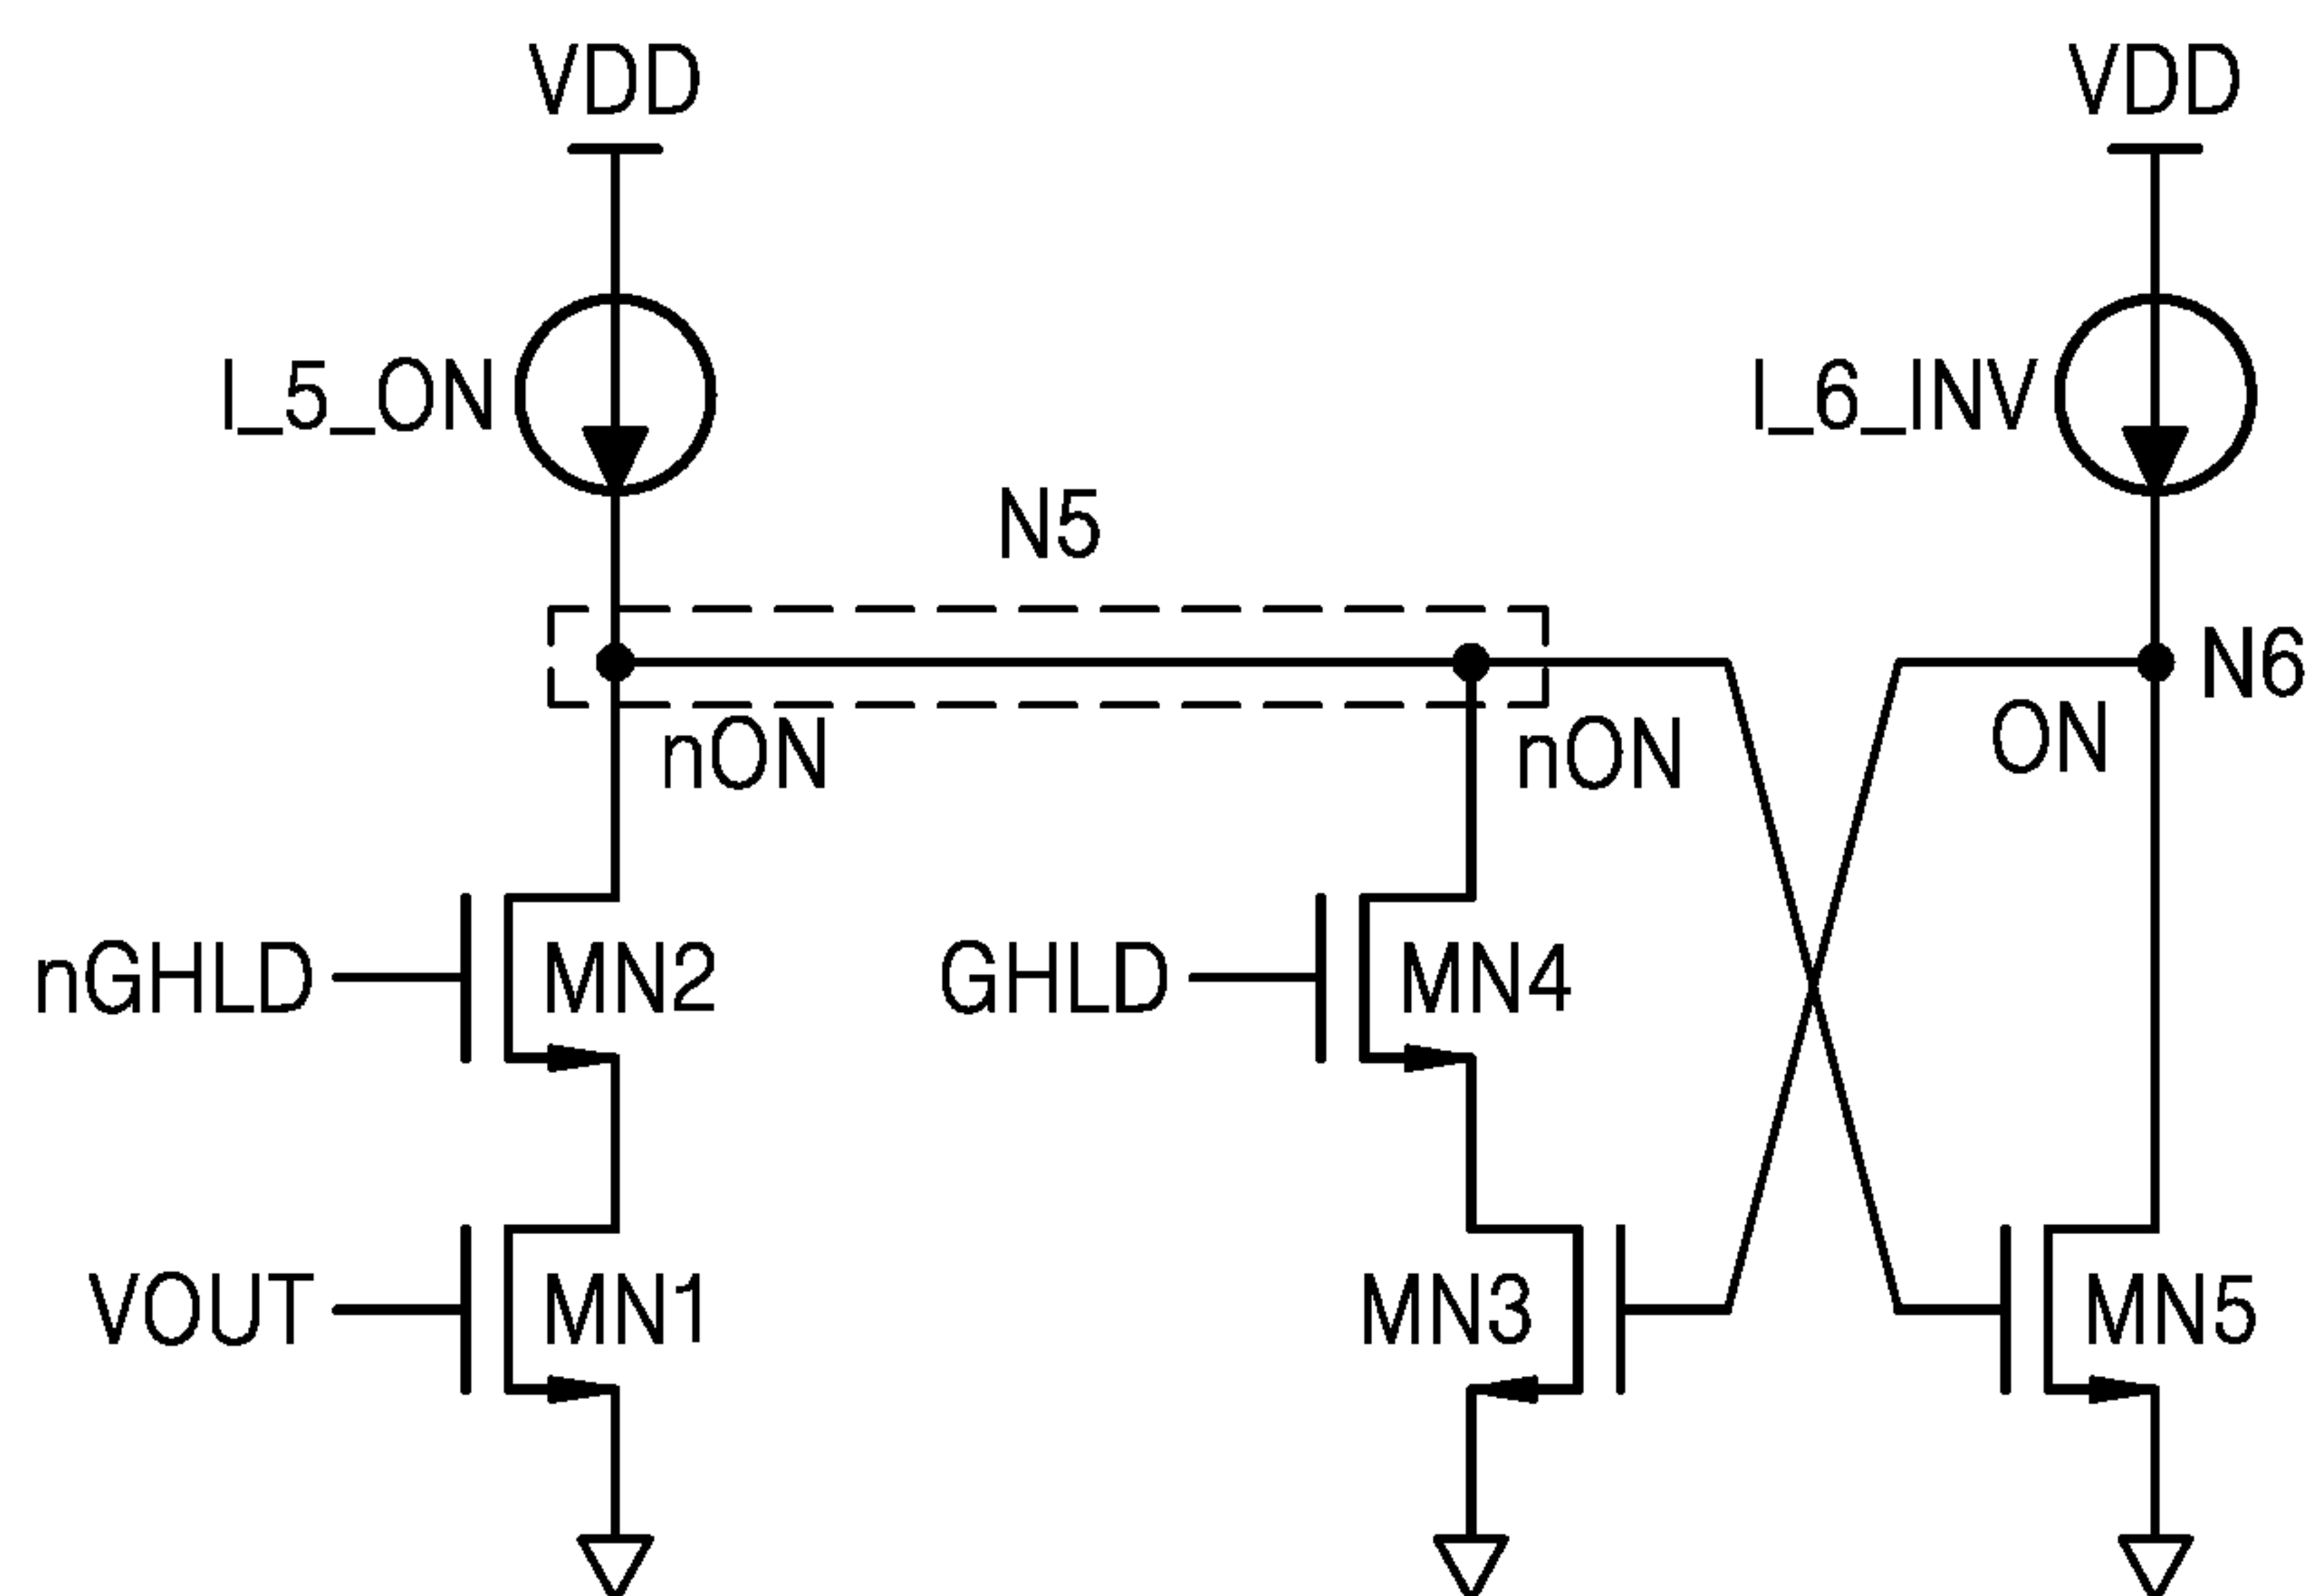 VDD
VDD
I_5_ON
I_6_INV
N5
N6
nON
nON
ON
nGHLD
MN2
GHLD
MN4
VOUT
MN1
MN3
MN5